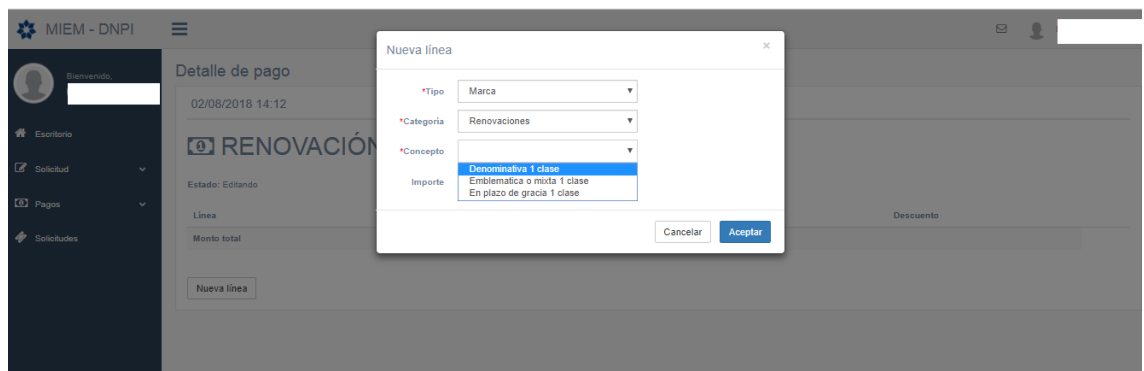 MIEM - DNPI
Bienvenido,
Escritorio
Solicitud
Pagos
Solicitudes
Detalle de pago
02/08/2018 14:12
RENOVACIÓN
Estado: Editando
Línea
Descuento
Monto total
Nueva línea
Nueva línea
×
*Tipo Marca
*Categoria Renovaciones
*Concepto
Denominativa 1 clase
Emblematica o mixta 1 clase
En plazo de gracia 1 clase
Importe
Cancelar Aceptar